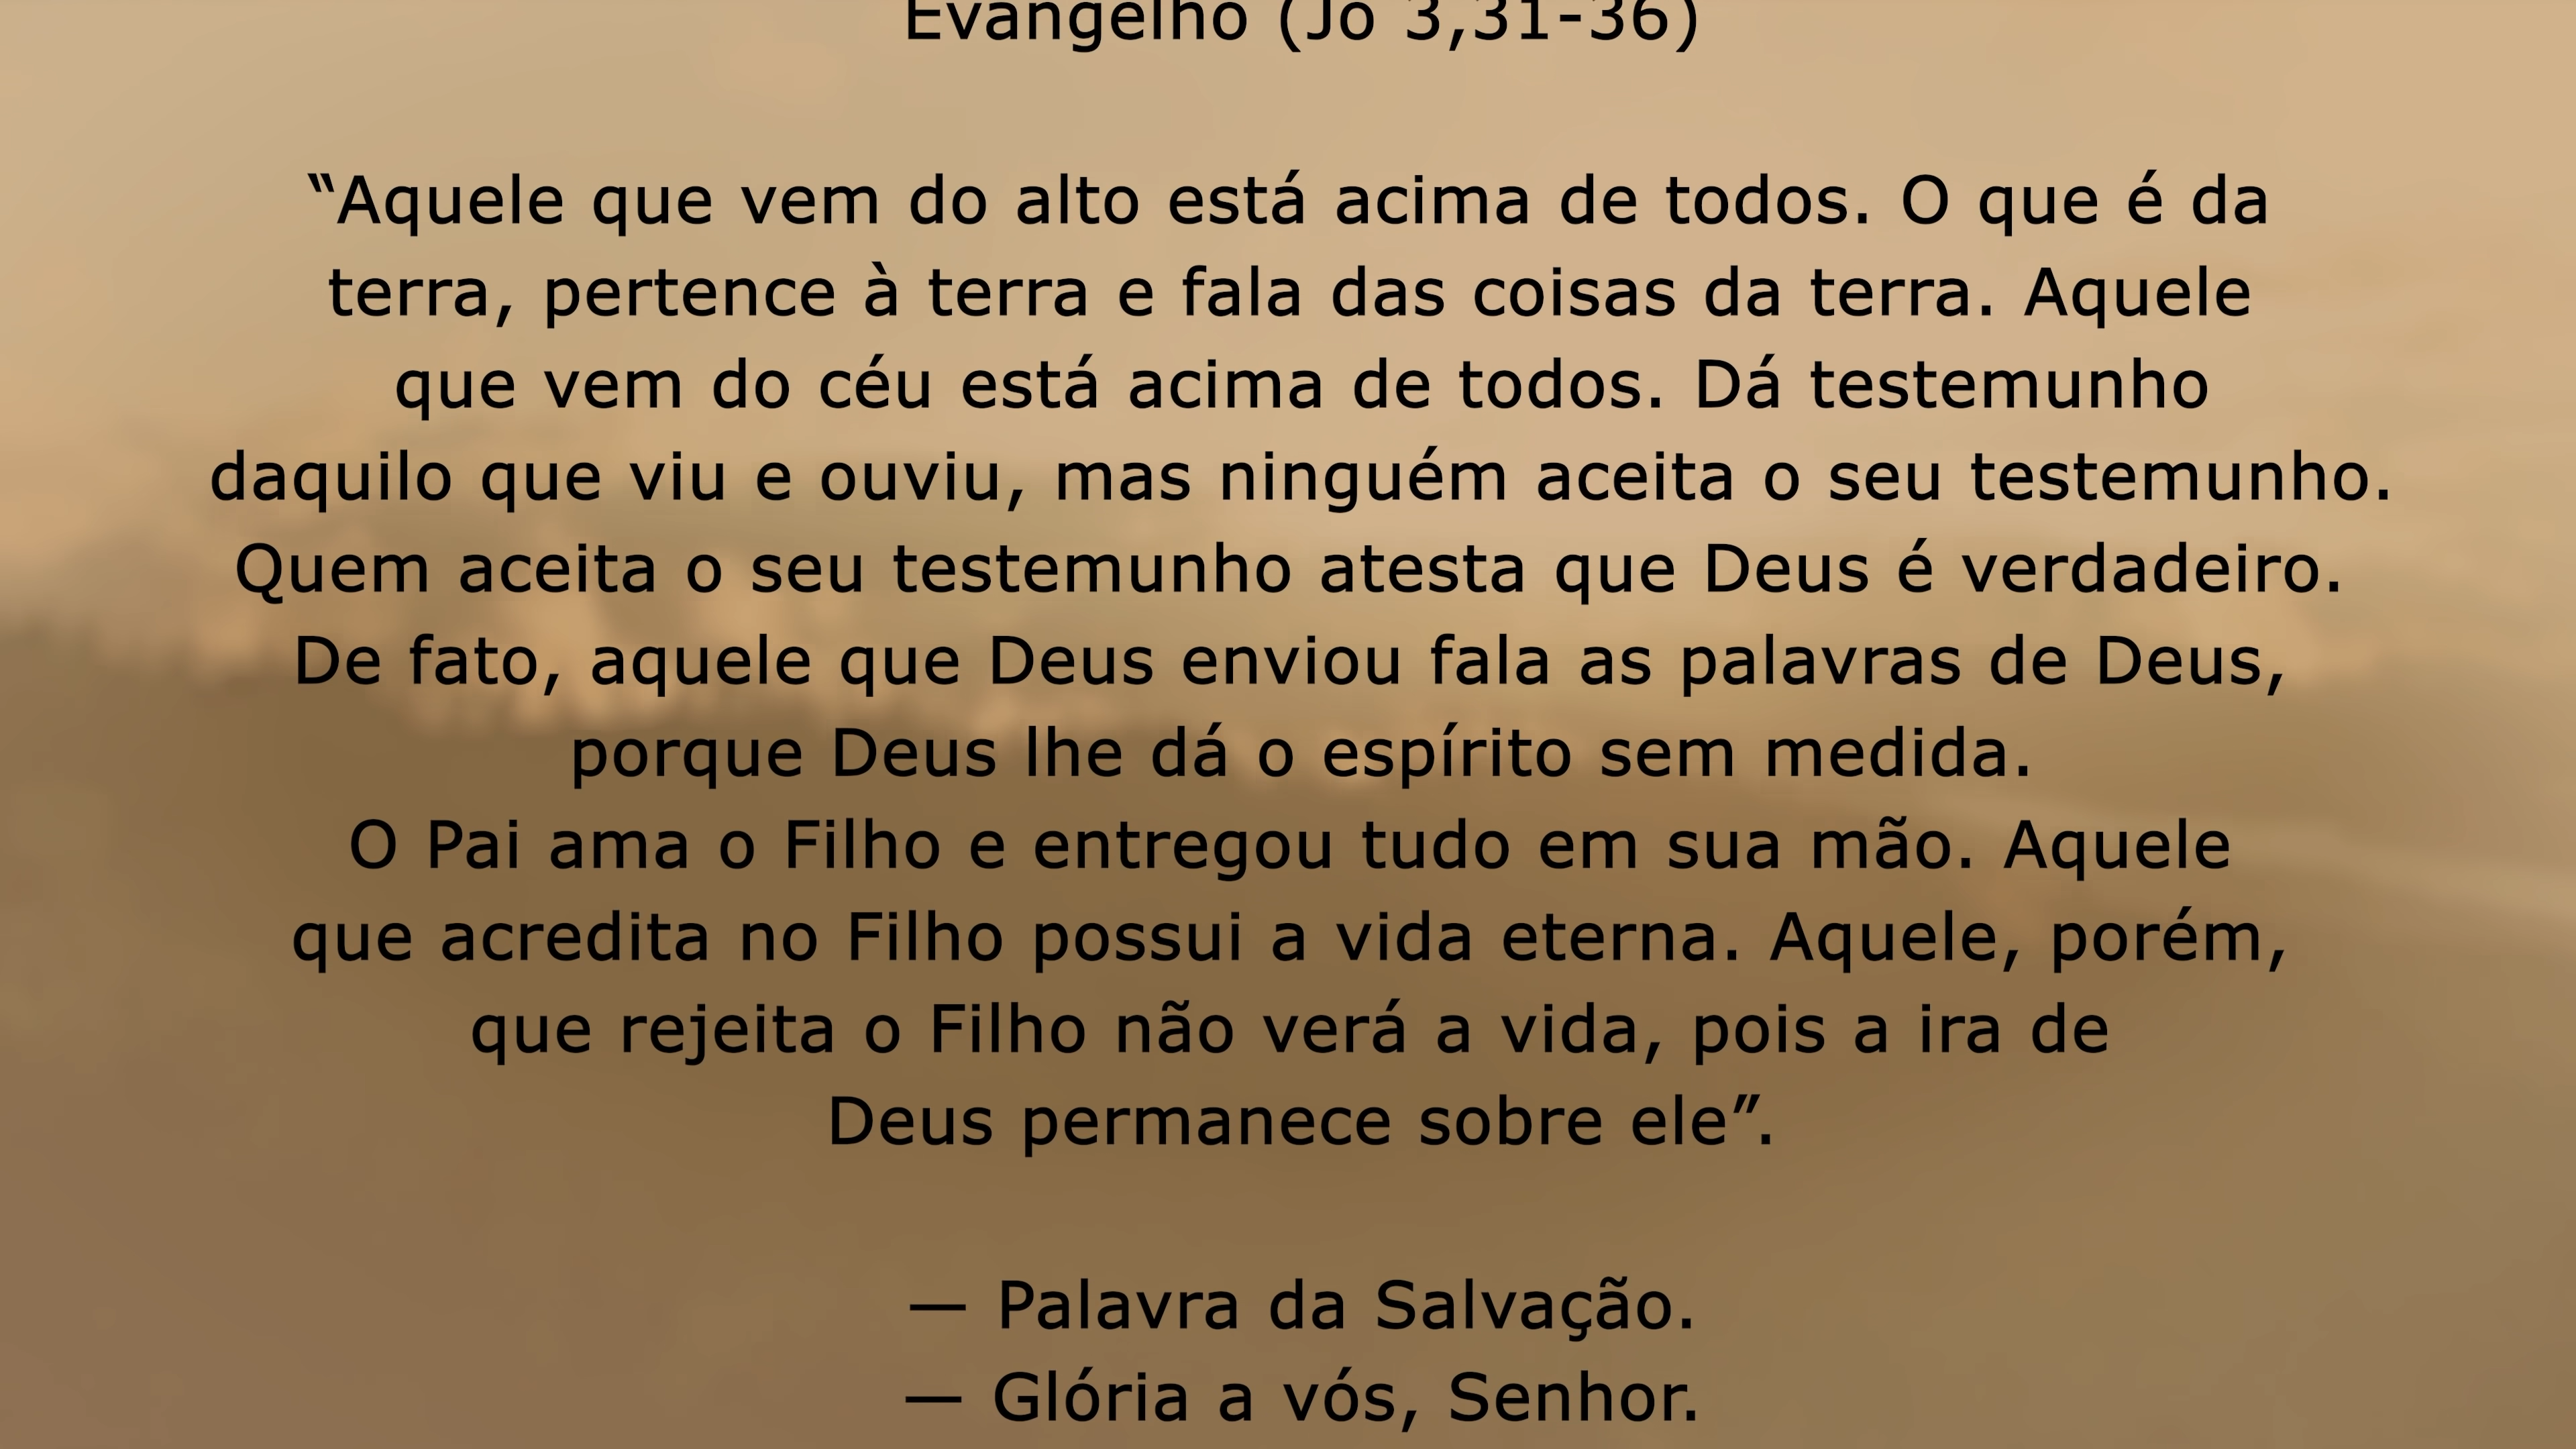 Evangelho (Jo 3,31-36)
“Aquele que vem do alto está acima de todos. O que é da
terra, pertence à terra e fala das coisas da terra. Aquele
que vem do céu está acima de todos. Dá testemunho
daquilo que viu e ouviu, mas ninguém aceita o seu testemunho.
Quem aceita o seu testemunho atesta que Deus é verdadeiro.
De fato, aquele que Deus enviou fala as palavras de Deus,
porque Deus lhe dá o espírito sem medida.
O Pai ama o Filho e entregou tudo em sua mão. Aquele
que acredita no Filho possui a vida eterna. Aquele, porém,
que rejeita o Filho não verá a vida, pois a ira de
Deus permanece sobre ele”.
— Palavra da Salvação.
— Glória a vós, Senhor.